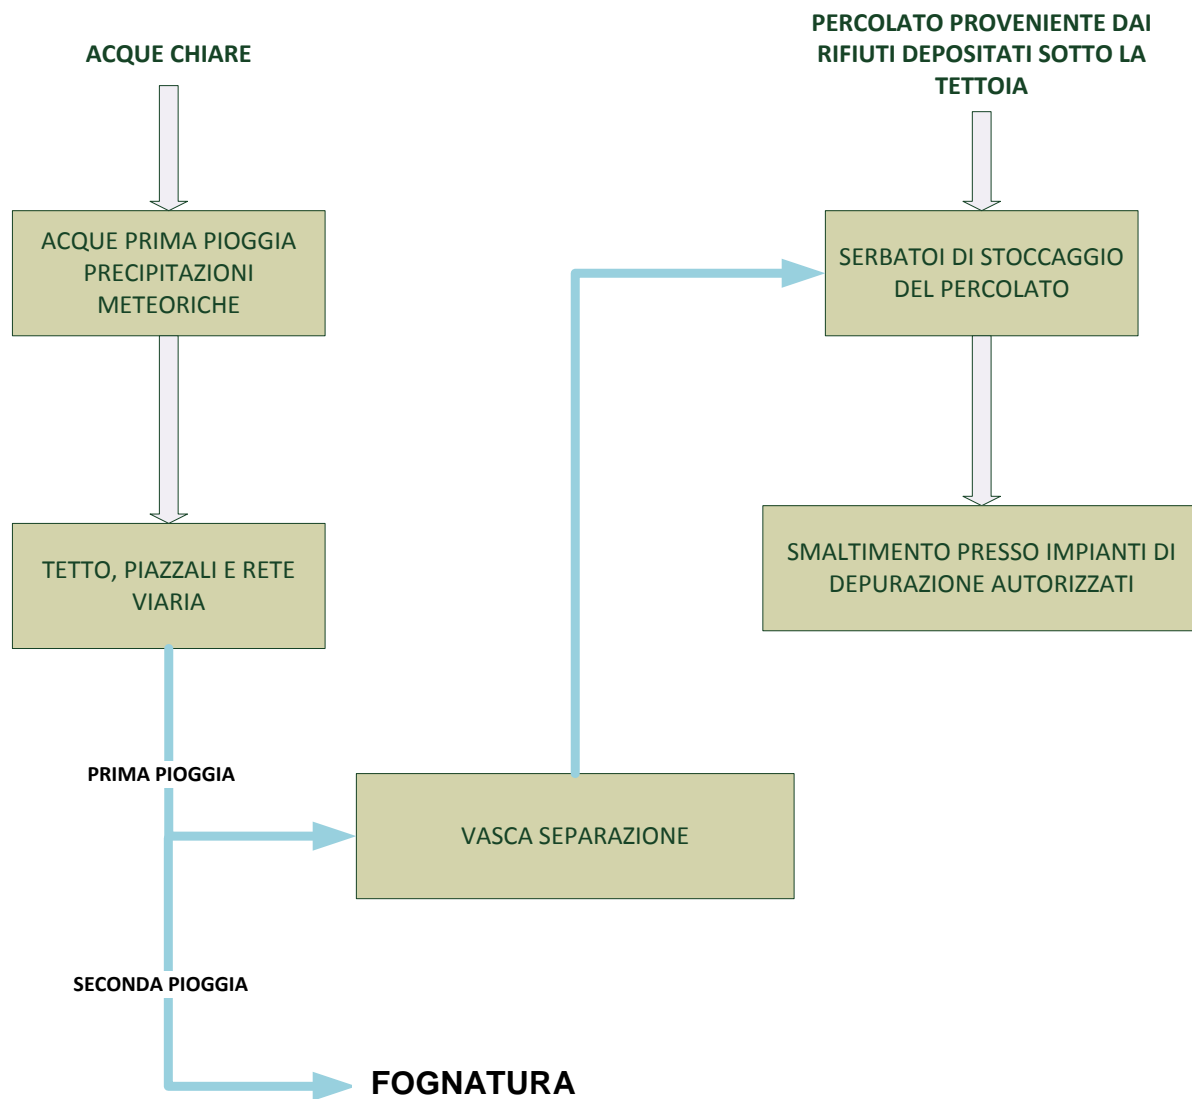 ACQUE CHIARE
PERCOLATO PROVENIENTE DAI
RIFIUTI DEPOSITATI SOTTO LA
TETTOIA
ACQUE PRIMA PIOGGIA
PRECIPITAZIONI
METEORICHE
SERBATOI DI STOCCAGGIO
DEL PERCOLATO
TETTO, PIAZZALI E RETE
VIARIA
SMALTIMENTO PRESSO IMPIANTI DI
DEPURAZIONE AUTORIZZATI
PRIMA PIOGGIA
VASCA SEPARAZIONE
SECONDA PIOGGIA
FOGNATURA